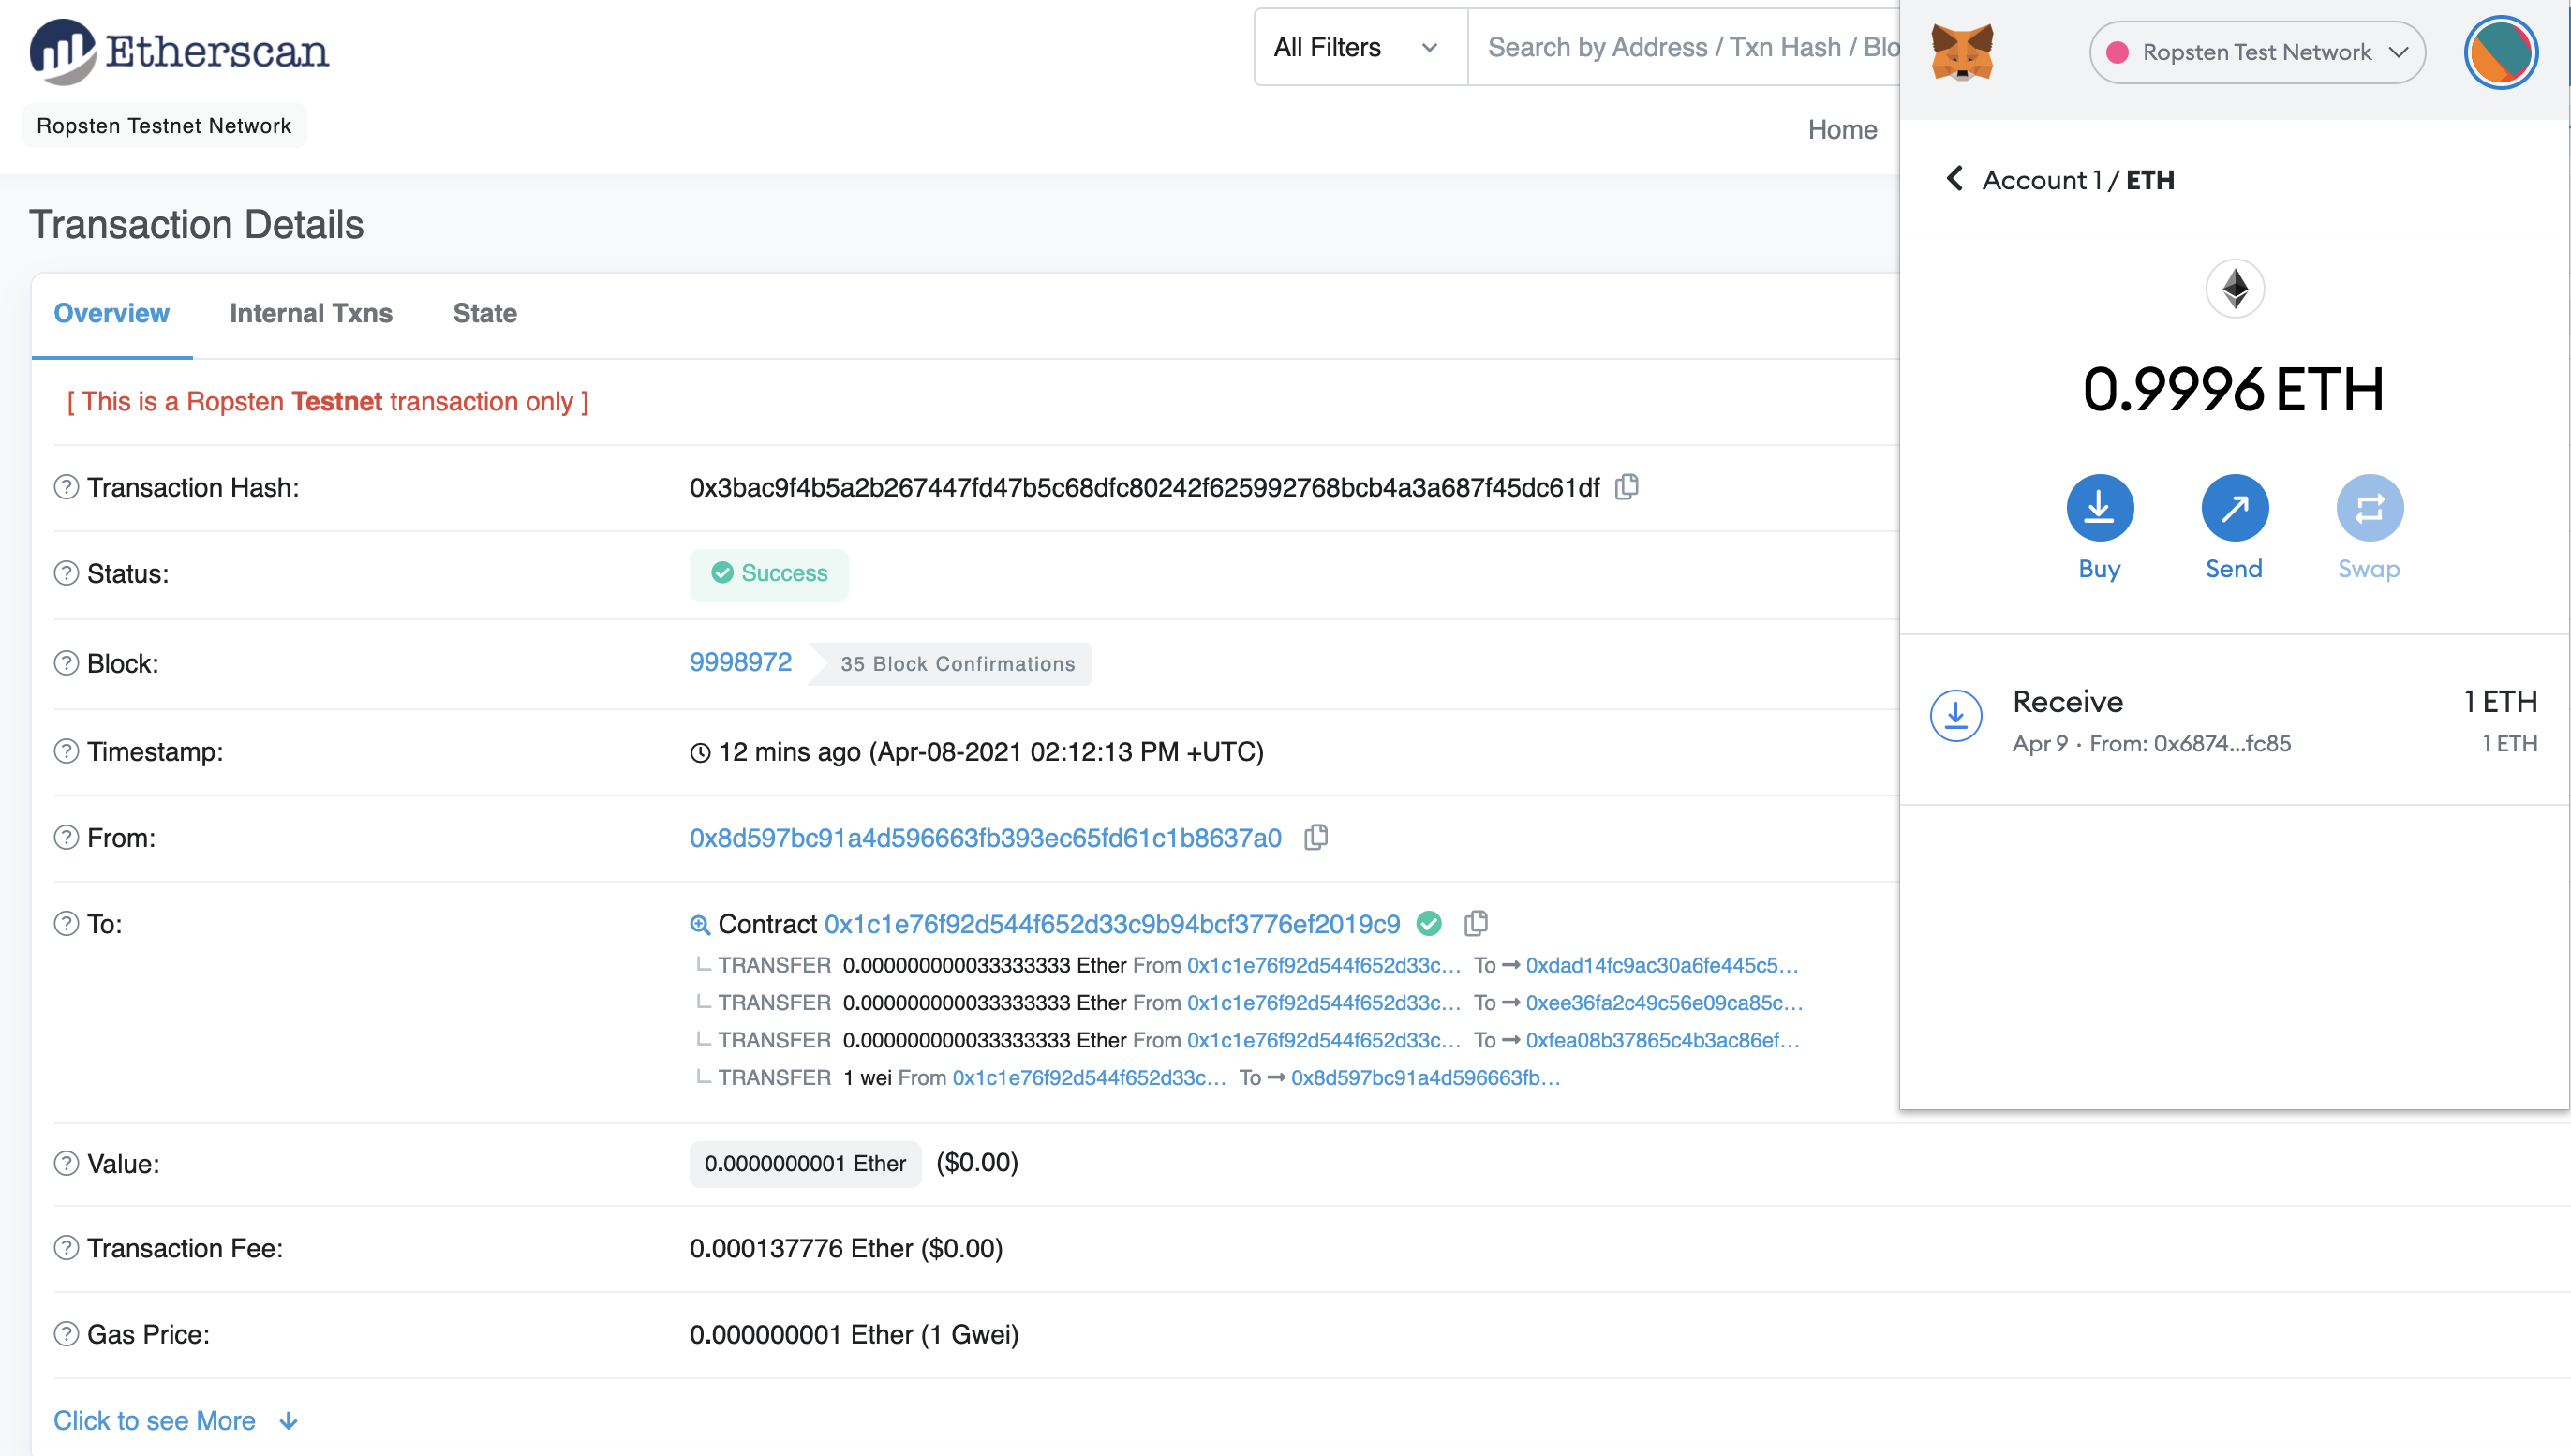 Etherscan
All Filters
Search by Address / Txn Hash / Blo
Ropsten Testnet Network
Home
Transaction Details
Overview Internal Txns State
[ This is a Ropsten Testnet transaction only ]
Transaction Hash: 0x3bac9f4b5a2b267447fd47b5c68dfc80242f625992768bcb4a3a687f45dc61df
Status: Success
Block: 9998972 35 Block Confirmations
Timestamp: 12 mins ago (Apr-08-2021 02:12:13 PM +UTC)
From: 0x8d597bc91a4d596663fb393ec65fd61c1b8637a0
To: Contract 0x1c1e76f92d544f652d33c9b94bcf3776ef2019c9
TRANSFER 0.000000000033333333 Ether From 0x1c1e76f92d544f652d33c... To → 0xdad14fc9ac30a6fe445c5...
TRANSFER 0.000000000033333333 Ether From 0x1c1e76f92d544f652d33c... To → 0xee36fa2c49c56e09ca85c...
TRANSFER 0.000000000033333333 Ether From 0x1c1e76f92d544f652d33c... To → 0xfea08b37865c4b3ac86ef...
TRANSFER 1 wei From 0x1c1e76f92d544f652d33c... To → 0x8d597bc91a4d596663fb...
Value: 0.0000000001 Ether ($0.00)
Transaction Fee: 0.000137776 Ether ($0.00)
Gas Price: 0.000000001 Ether (1 Gwei)
Click to see More
Ropsten Test Network
Account 1 / ETH
0.9996 ETH
Buy Send Swap
Receive 1 ETH
Apr 9 · From: 0x6874...fc85 1 ETH